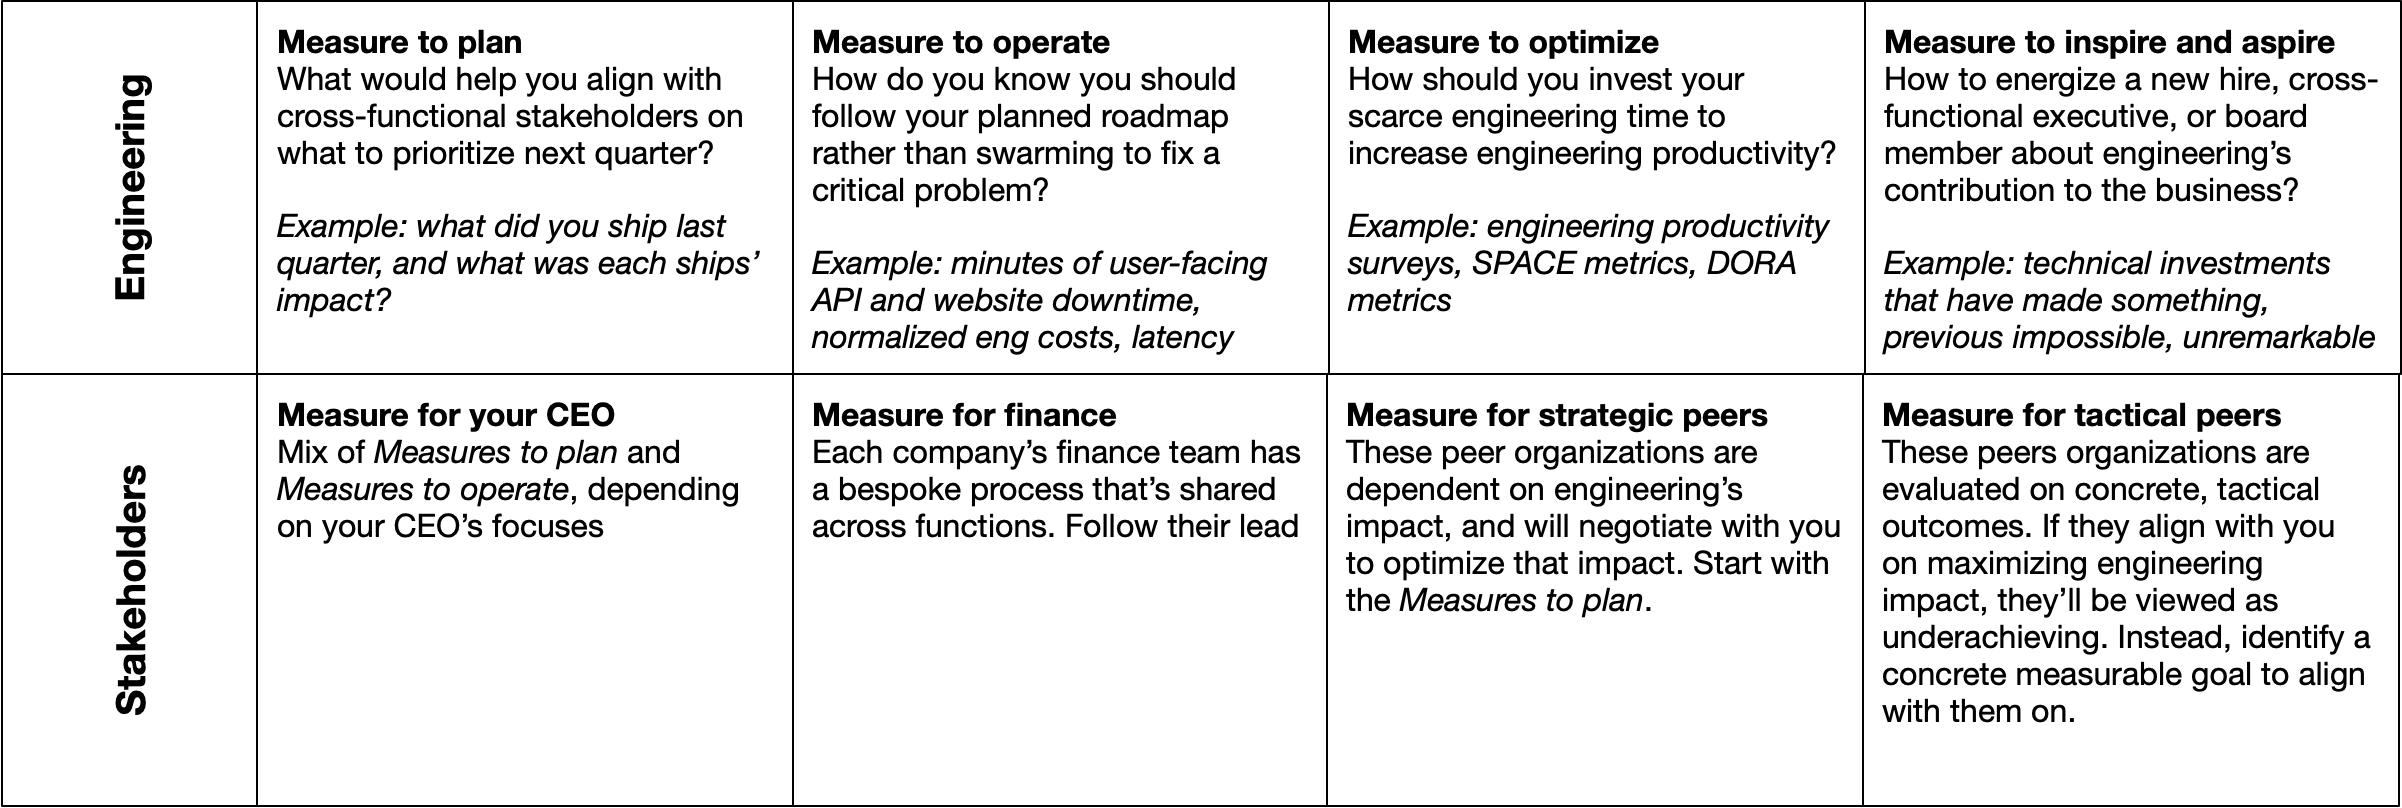 Engineering
Measure to plan
What would help you align with
cross-functional stakeholders on
what to prioritize next quarter?
Example: what did you ship last
quarter, and what was each ships’
impact?
Measure to operate
How do you know you should
follow your planned roadmap
rather than swarming to fix a
critical problem?
Example: minutes of user-facing
API and website downtime,
normalized eng costs, latency
Measure to optimize
How should you invest your
scarce engineering time to
increase engineering productivity?
Example: engineering productivity
surveys, SPACE metrics, DORA
metrics
Measure to inspire and aspire
How to energize a new hire, cross-
functional executive, or board
member about engineering’s
contribution to the business?
Example: technical investments
that have made something,
previous impossible, unremarkable
Stakeholders
Measure for your CEO
Mix of Measures to plan and
Measures to operate, depending
on your CEO’s focuses
Measure for finance
Each company’s finance team has
a bespoke process that’s shared
across functions. Follow their lead
Measure for strategic peers
These peer organizations are
dependent on engineering’s
impact, and will negotiate with you
to optimize that impact. Start with
the Measures to plan.
Measure for tactical peers
These peers organizations are
evaluated on concrete, tactical
outcomes. If they align with you
on maximizing engineering
impact, they’ll be viewed as
underachieving. Instead, identify a
concrete measurable goal to align
with them on.